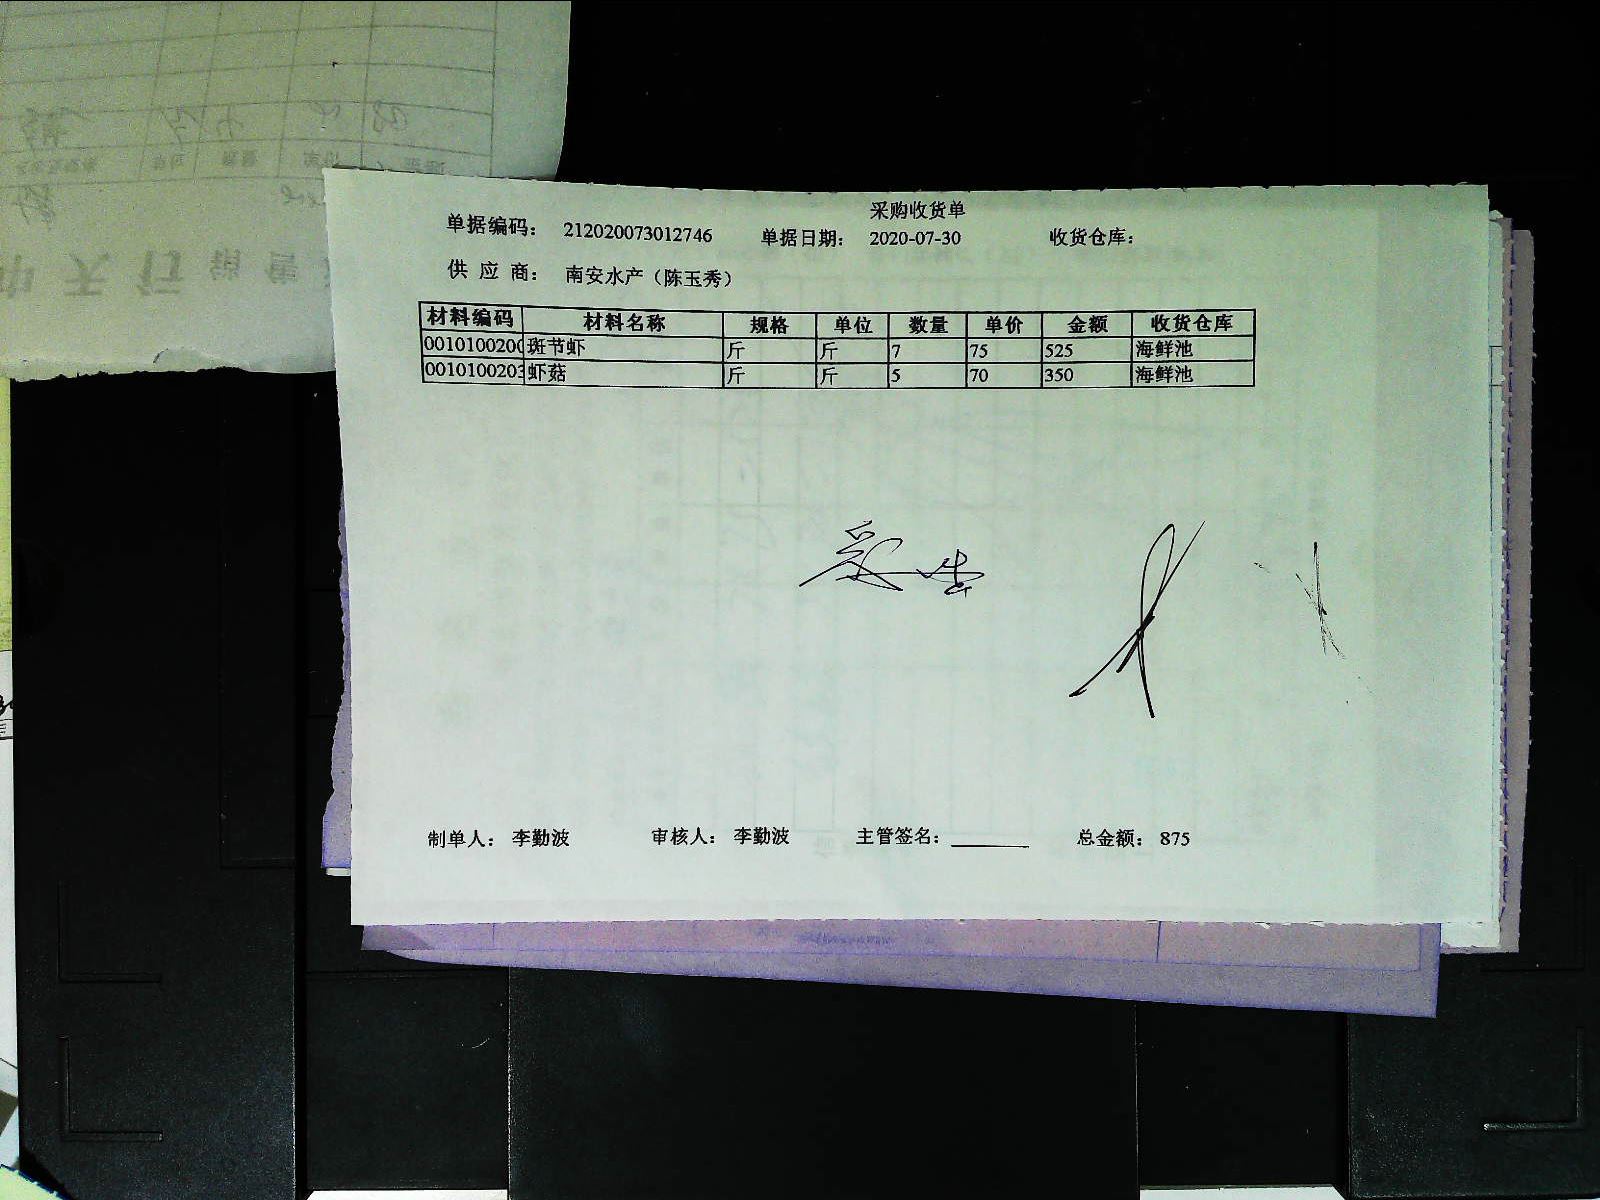 采购收货单
单据编码： 212020073012746 单据日期： 2020-07-30 收货仓库：
供 应 商： 南安水产（陈玉秀）
材料编码 材料名称 规格 单位 数量 单价 金额 收货仓库
0010100200 斑节虾 斤 斤 7 75 525 海鲜池
0010100203 虾菇 斤 斤 5 70 350 海鲜池
制单人： 李勤波 审核人： 李勤波 主管签名： 总金额： 875